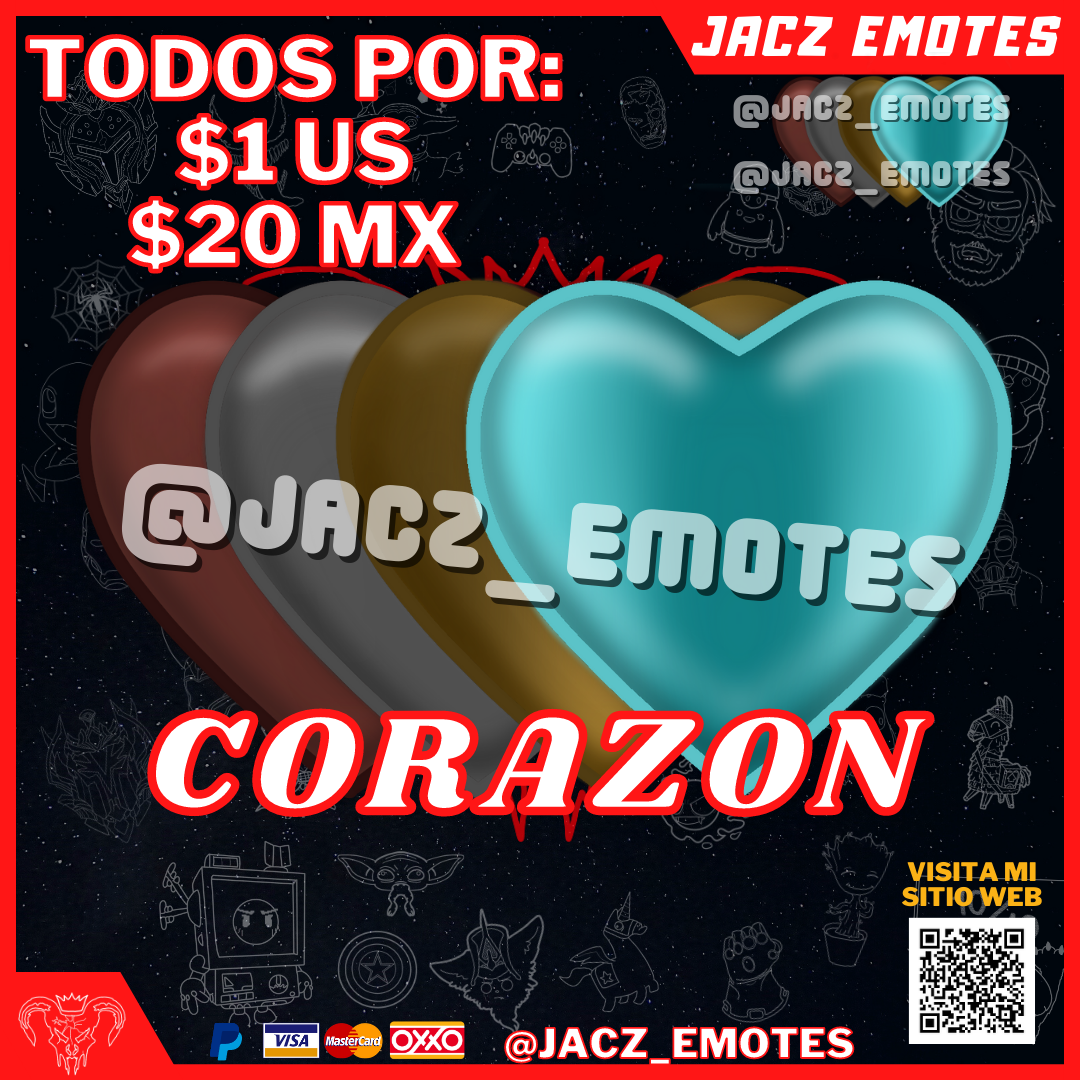 JACZ EMOTES
TODOS POR:
$1 US
$20 MX
@JACZ_EMOTES
@JACZ_EMOTES
@JACZ_EMOTES
CORAZON
VISITA MI
SITIO WEB
VISA MasterCard OXXO
@JACZ_EMOTES